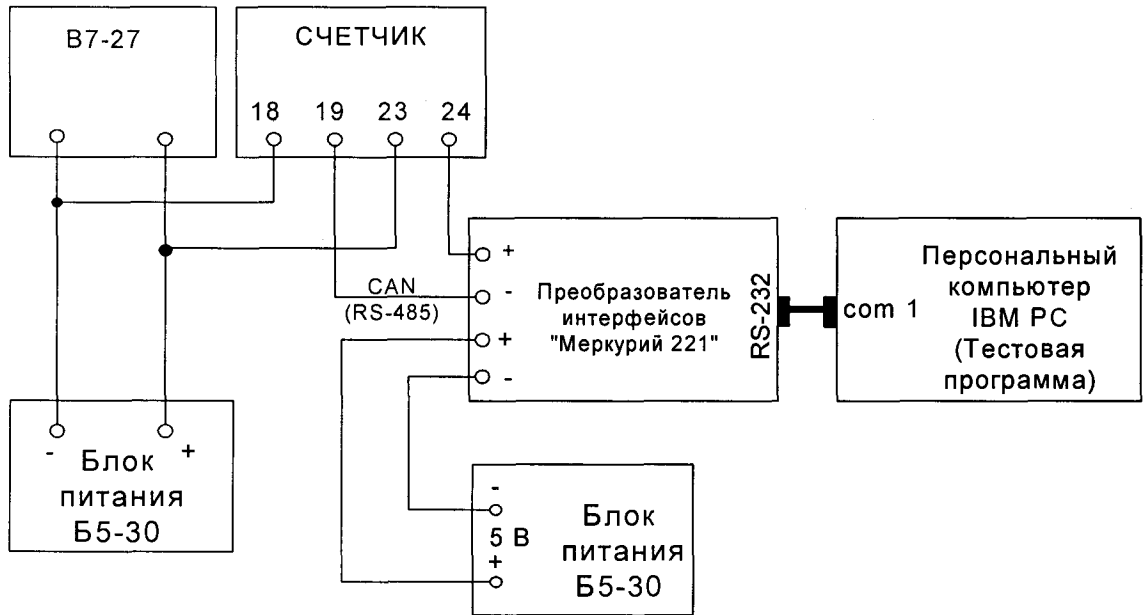 В7-27
СЧЕТЧИК
18 19 23 24
+
-
+
-
CAN
(RS-485)
Преобразователь
интерфейсов
"Меркурий 221"
RS-232
com 1
Персональный
компьютер
IBM PC
(Тестовая
программа)
- +
Блок
питания
Б5-30
-
5 В
+
Блок
питания
Б5-30